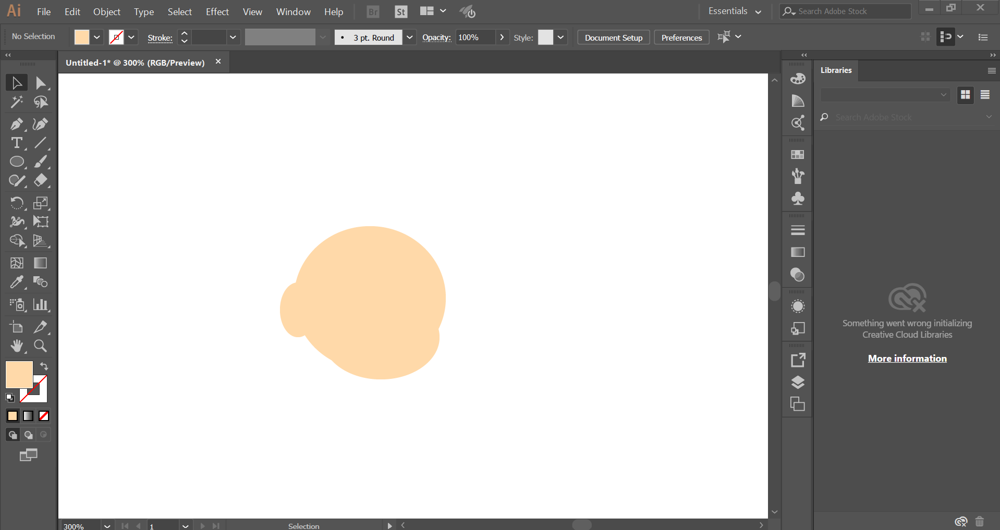 Ai File Edit Object Type Select Effect View Window Help Br St Essentials Search Adobe Stock
No Selection Stroke: 3 pt. Round Opacity: 100% Style: Document Setup Preferences
Untitled-1* @ 300% (RGB/Preview)
Libraries
Search Adobe Stock
Something went wrong initializing
Creative Cloud Libraries
More information
300% 1 Selection